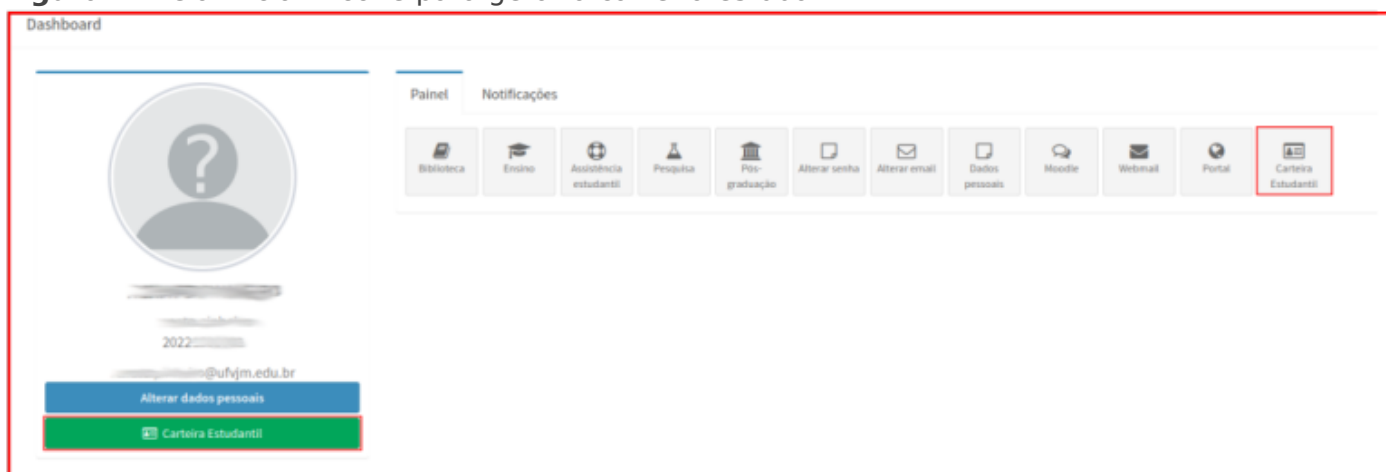 Dashboard
Painel Notificações
Biblioteca
Ensino
Assistência
estudantil
Pesquisa
Pós-
graduação
Alterar senha
Alterar email
Dados
pessoais
Moodle
Webmail
Portal
Carteira
Estudantil
2022
@ufvjm.edu.br
Alterar dados pessoais
Carteira Estudantil